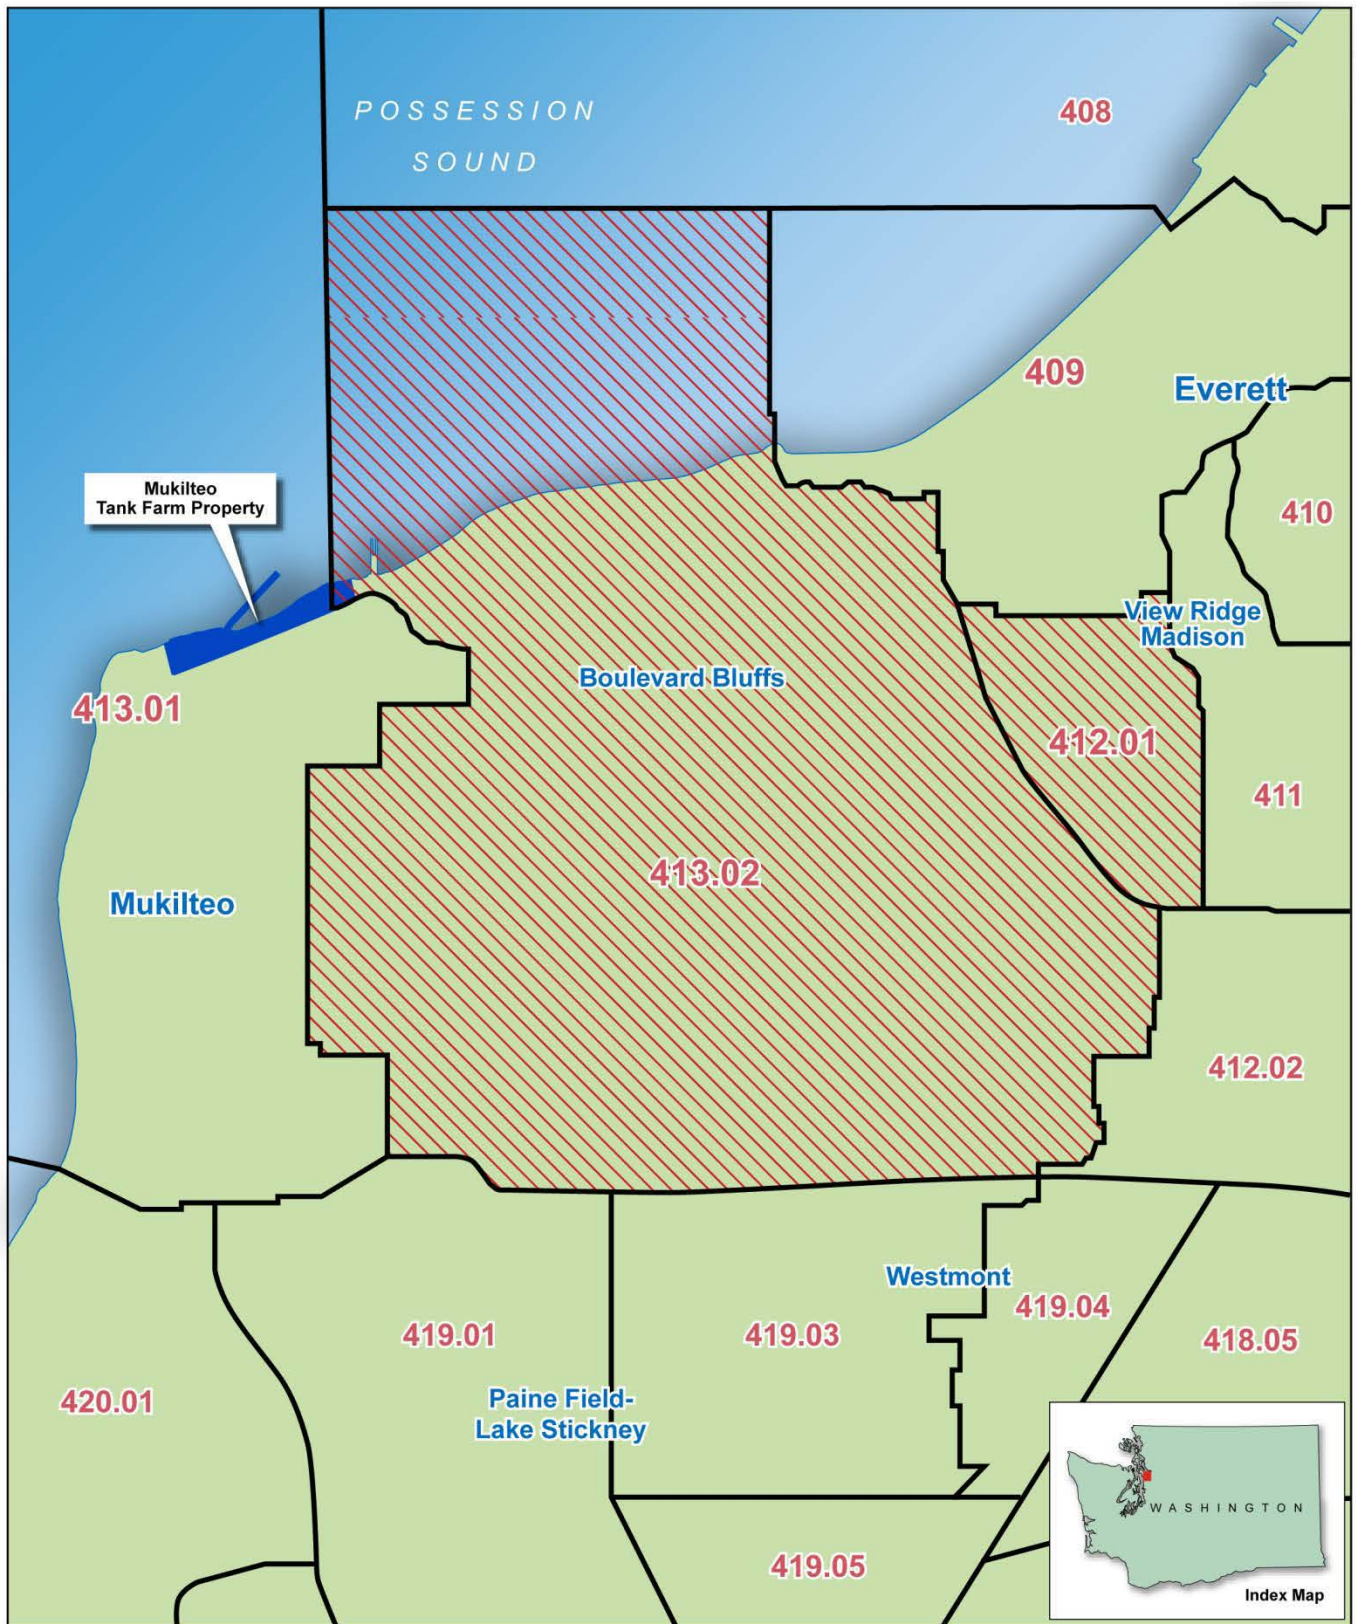 POSSESSION
SOUND
408
409
Everett
Mukilteo
Tank Farm Property
410
View Ridge
Madison
Boulevard Bluffs
413.01
412.01
411
413.02
Mukilteo
412.02
Westmont
419.04
419.01
419.03
418.05
420.01
Paine Field-
Lake Stickney
WASHINGTON
419.05
Index Map